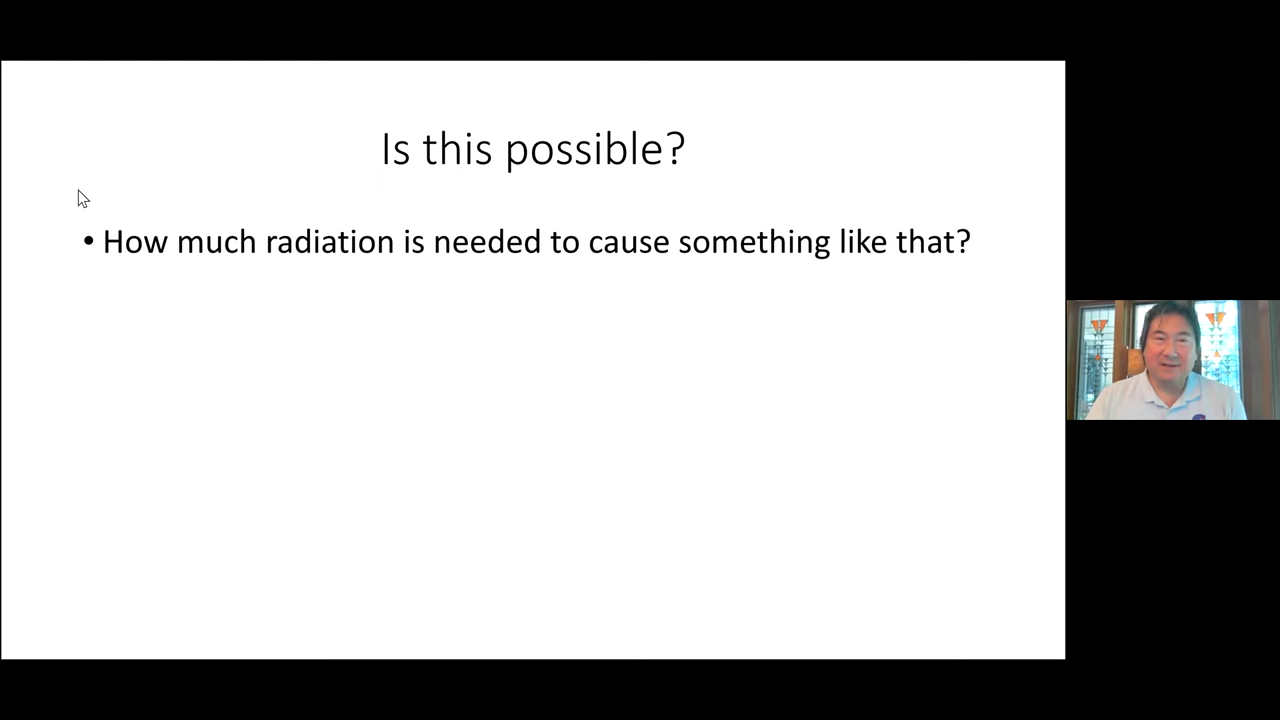 Is this possible?
• How much radiation is needed to cause something like that?